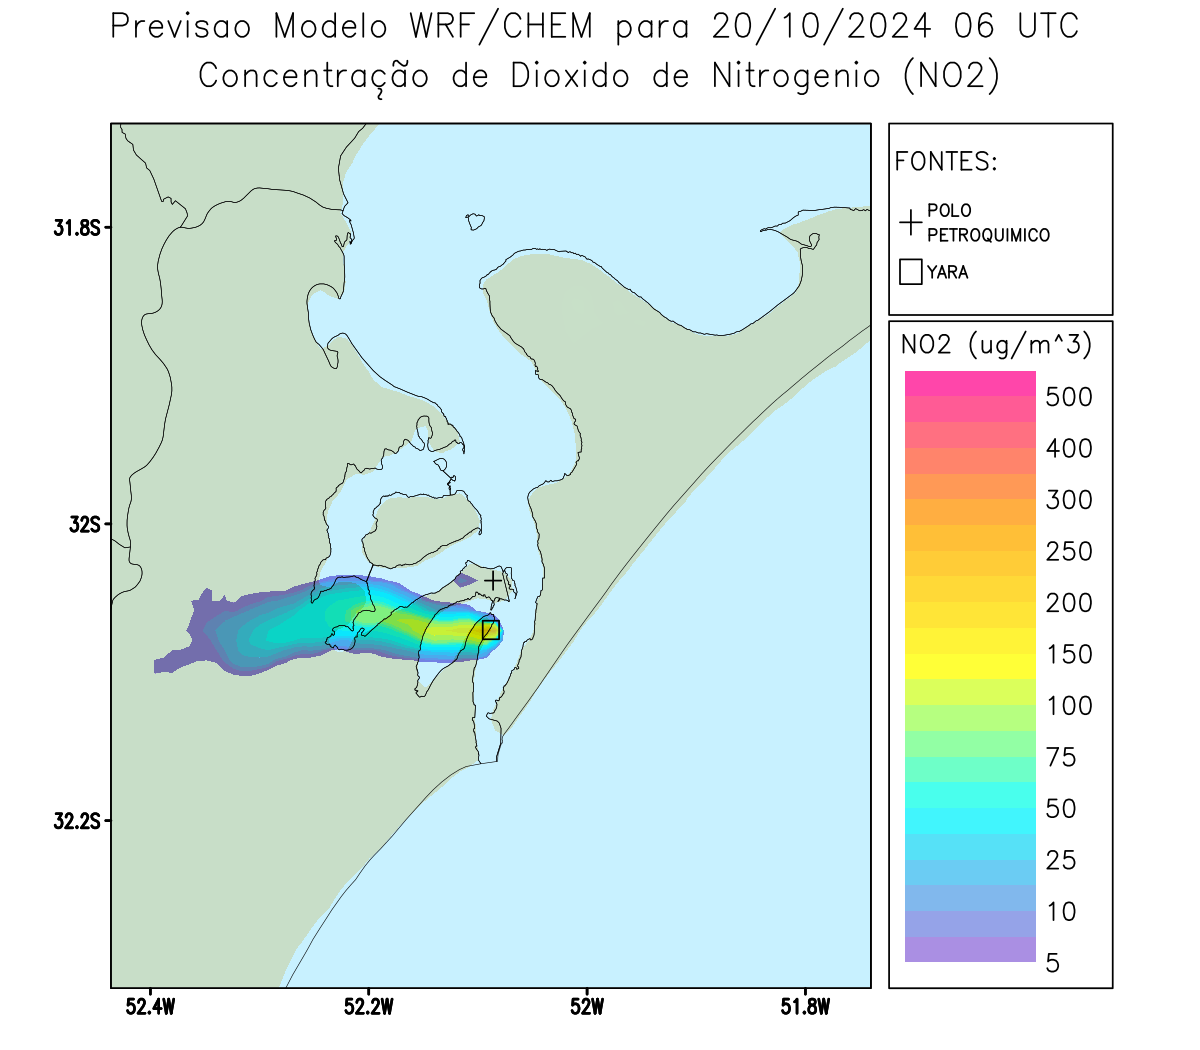 Previsao Modelo WRF/CHEM para 20/10/2024 06 UTC
Concentração de Dioxido de Nitrogenio (NO2)
FONTES:
POLO
PETROQUIMICO
YARA
31.8S
32S
32.2S
52.4W
52.2W
52W
51.8W
NO2 (ug/m^3)
500
400
300
250
200
150
100
75
50
25
10
5